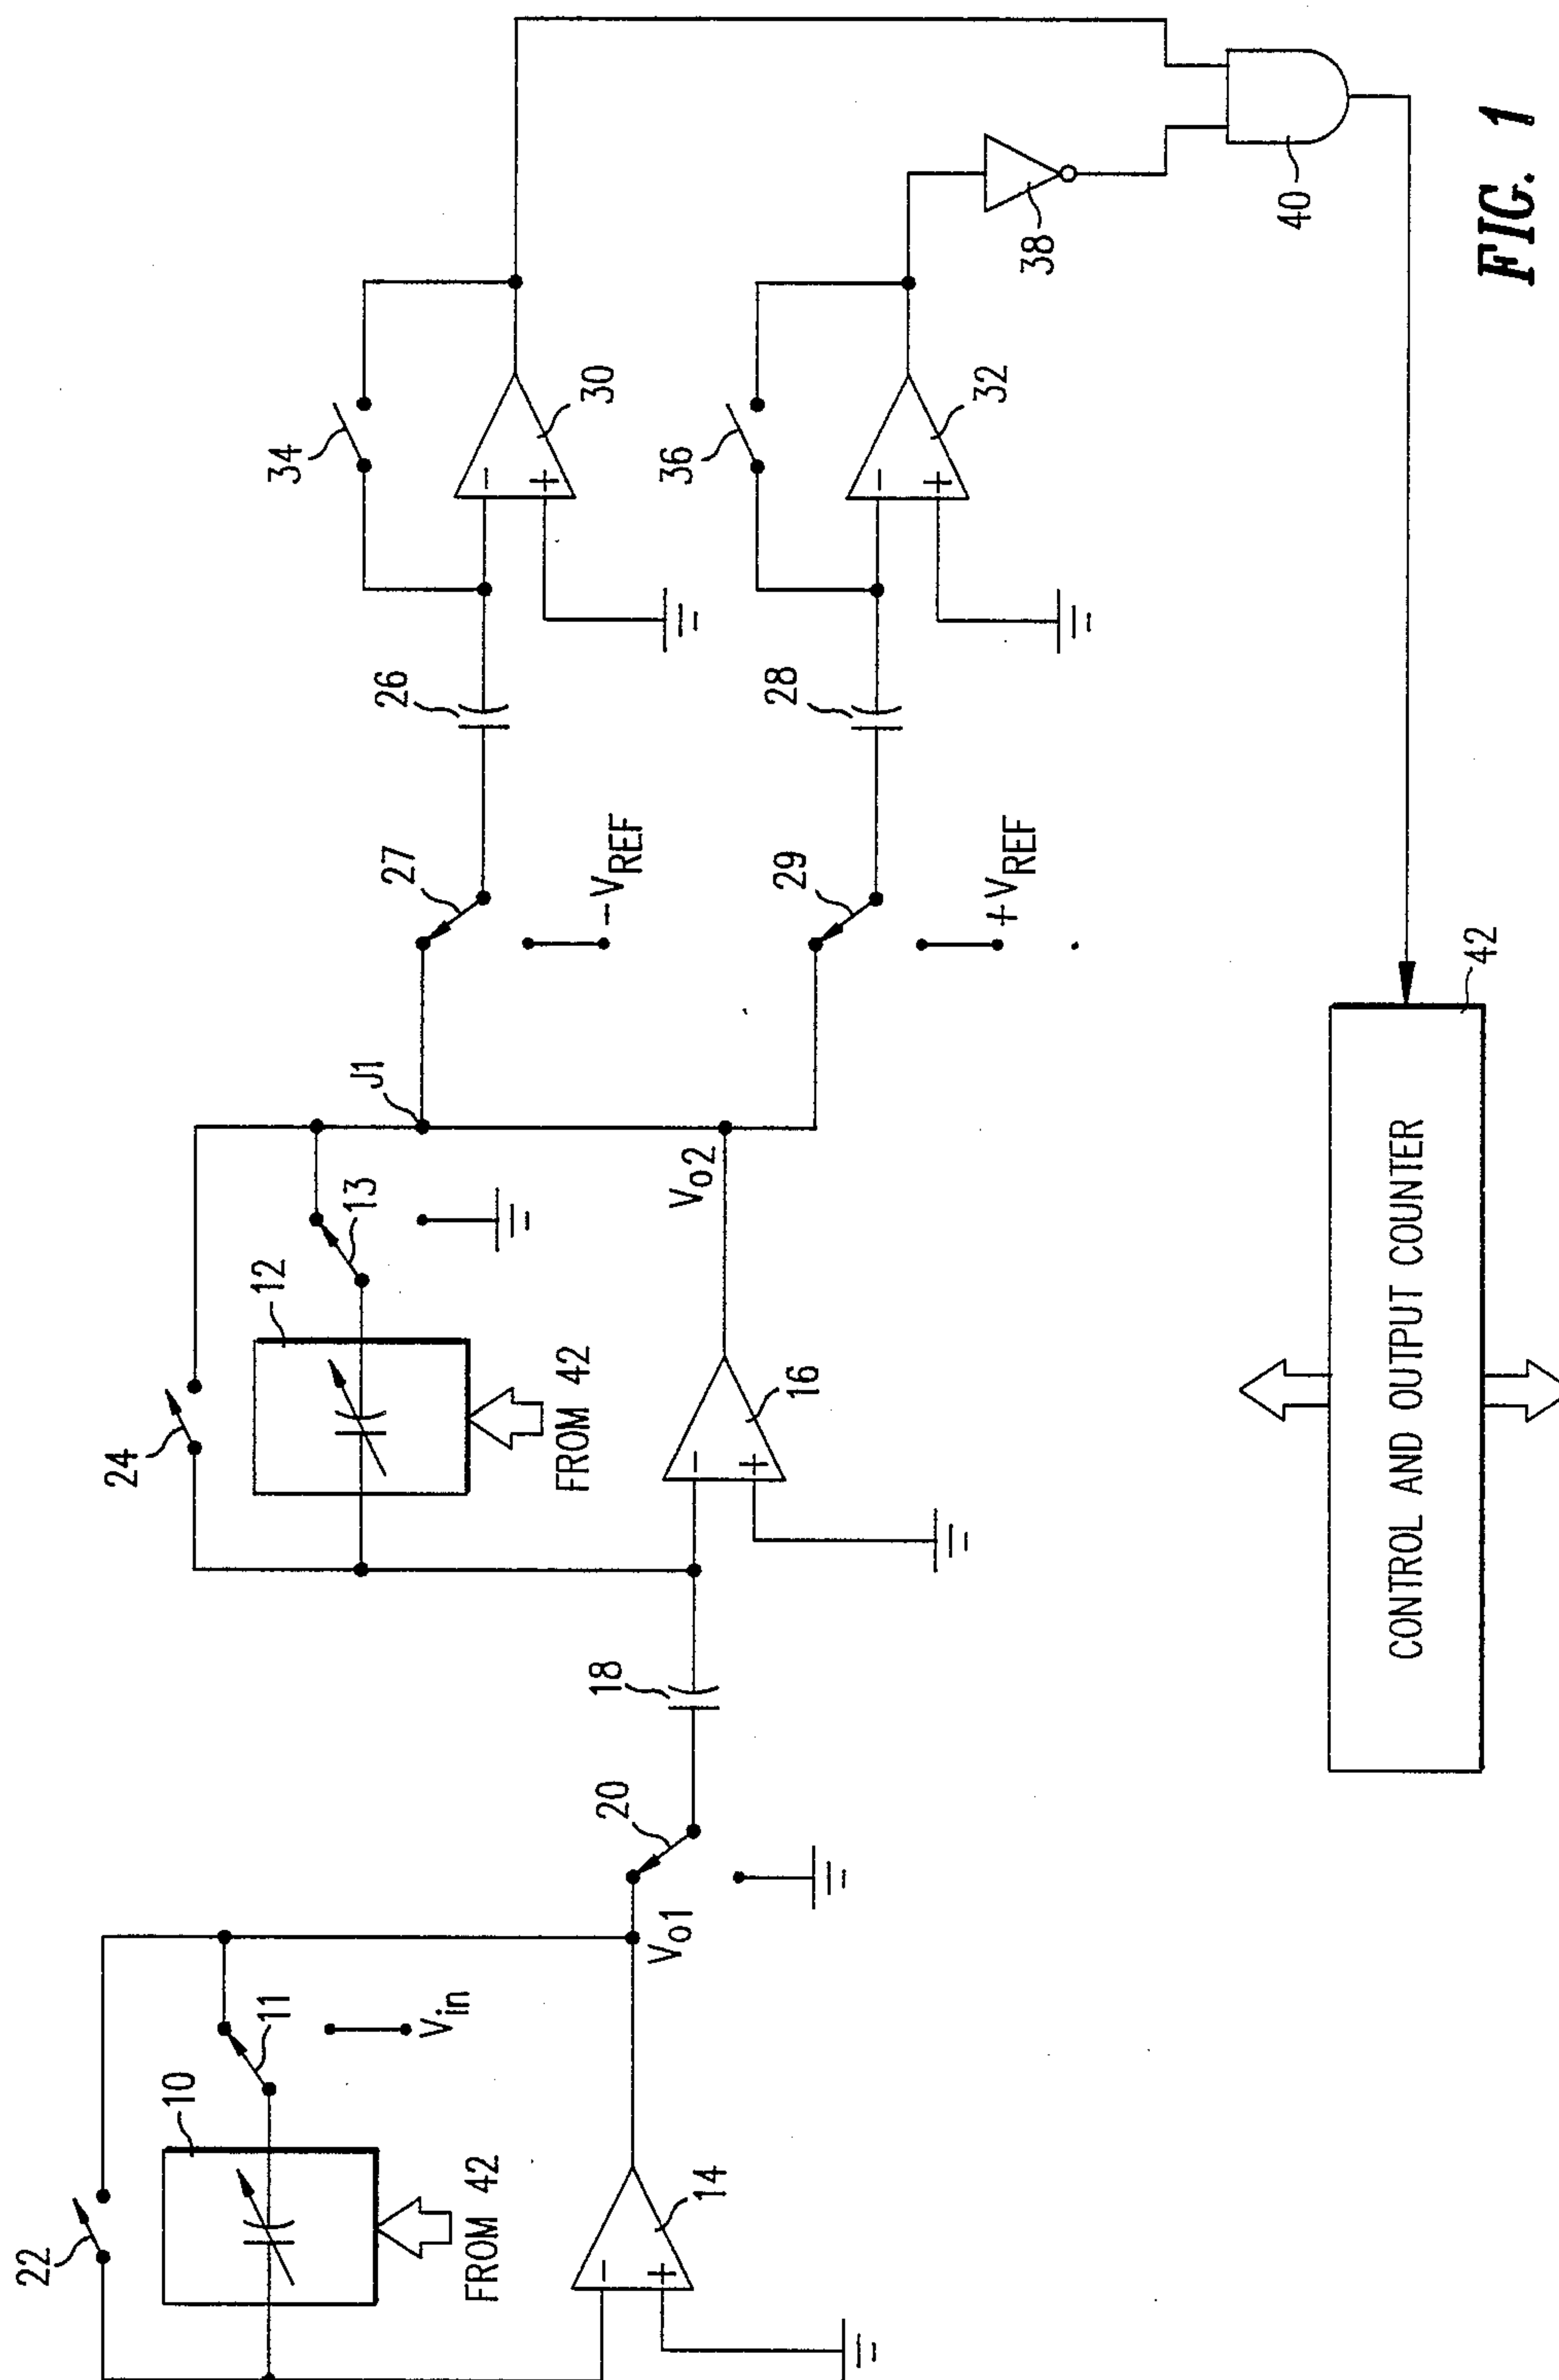 22
10
11
V_in
FROM 42
14
V_o1
20
18
24
12
13
FROM 42
16
J1
V_o2
27
-V_REF
26
34
30
−
+
29
+V_REF
28
36
32
−
+
−
+
−
+
38
40
CONTROL AND OUTPUT COUNTER
42
FIG. 1